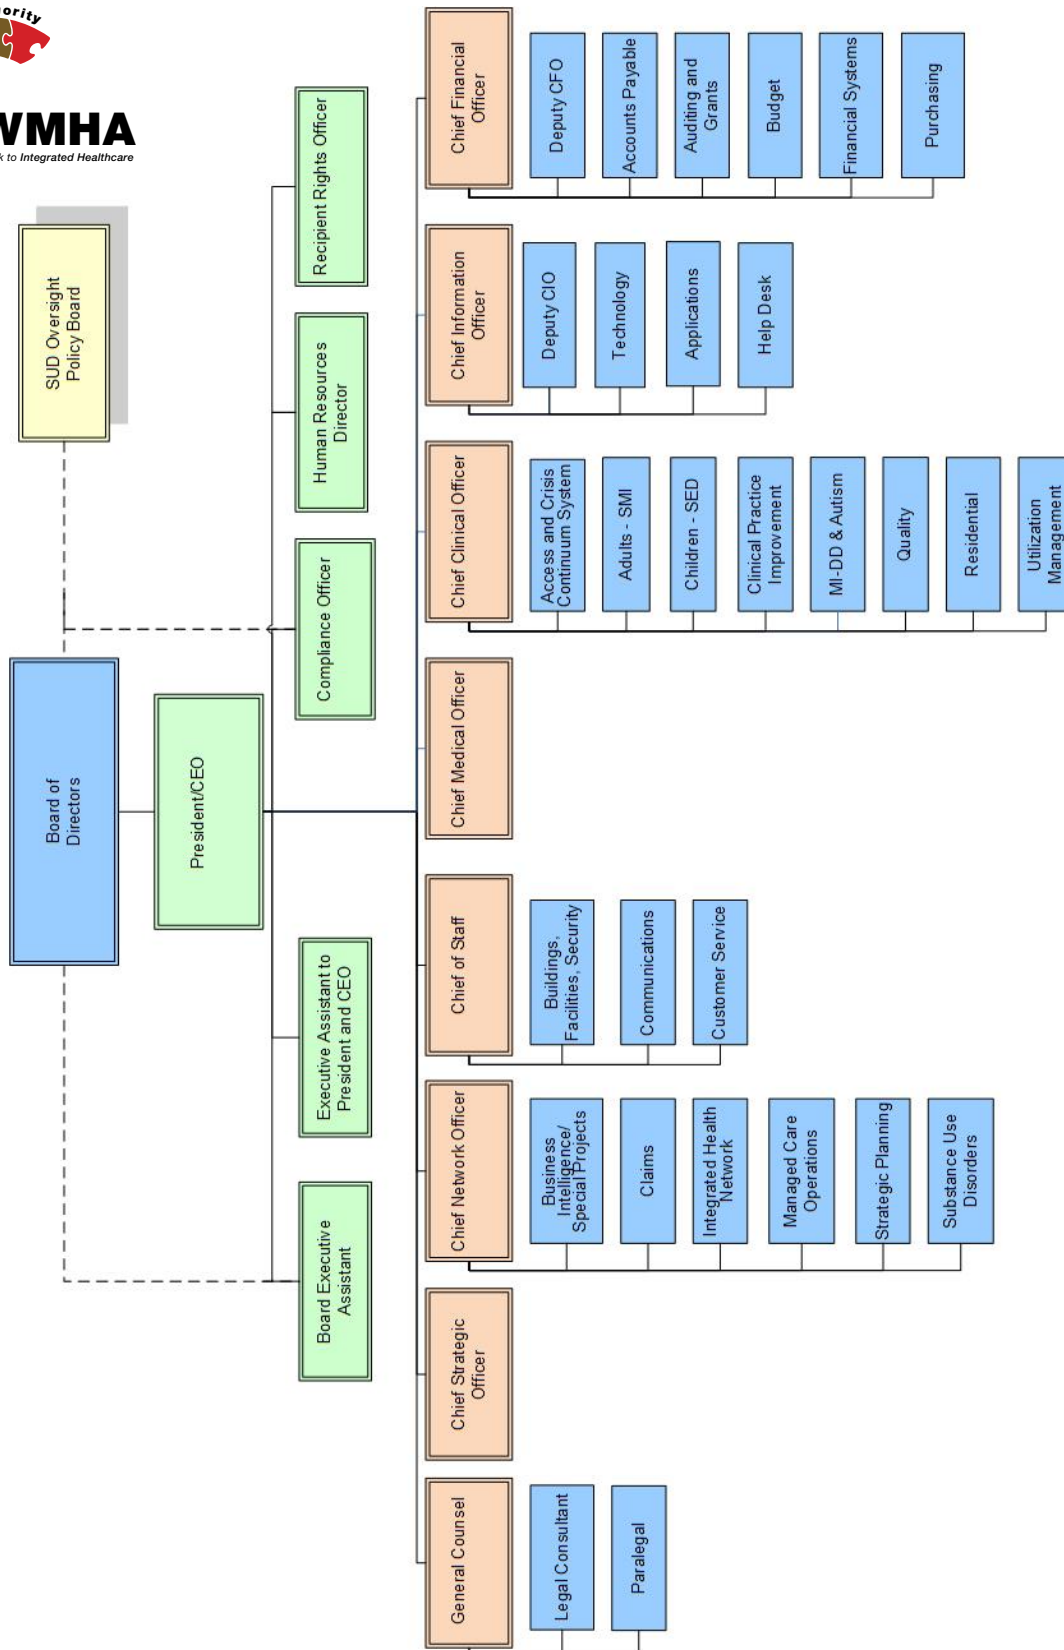 ority
WMHA
k to Integrated Healthcare
SUD Oversight
Policy Board
Board of
Directors
President/CEO
Board Executive
Assistant
Executive Assistant to
President and CEO
Compliance Officer
Human Resources
Director
Recipient Rights Officer
General Counsel
Legal Consultant
Paralegal
Chief Strategic
Officer
Chief Network Officer
Business
Intelligence/
Special Projects
Claims
Integrated Health
Network
Managed Care
Operations
Strategic Planning
Substance Use
Disorders
Chief of Staff
Buildings,
Facilities, Security
Communications
Customer Service
Chief Medical Officer
Chief Clinical Officer
Access and Crisis
Continuum System
Adults - SMI
Children - SED
Clinical Practice
Improvement
MI-DD & Autism
Quality
Residential
Utilization
Management
Chief Information
Officer
Deputy CIO
Technology
Applications
Help Desk
Chief Financial
Officer
Deputy CFO
Accounts Payable
Auditing and
Grants
Budget
Financial Systems
Purchasing